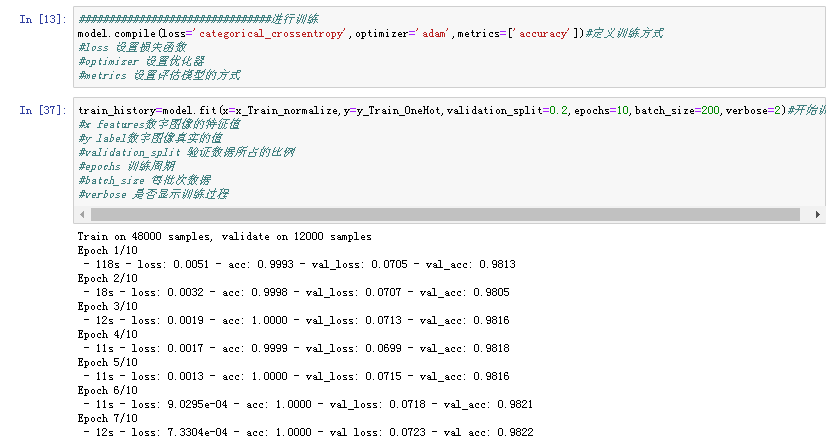 In [13]: ################################进行训练
model.compile(loss='categorical_crossentropy',optimizer='adam',metrics=['accuracy'])#定义训练方式
#loss 设置损失函数
#optimizer 设置优化器
#metrics 设置评估模型的方式
In [37]: train_history=model.fit(x=x_Train_normalize,y=y_Train_OneHot,validation_split=0.2,epochs=10,batch_size=200,verbose=2)#开始训
#x features数字图像的特征值
#y label数字图像真实的值
#validation_split 验证数据所占的比例
#epochs 训练周期
#batch_size 每批次数据
#verbose 是否显示训练过程
Train on 48000 samples, validate on 12000 samples
Epoch 1/10
 - 118s - loss: 0.0051 - acc: 0.9993 - val_loss: 0.0705 - val_acc: 0.9813
Epoch 2/10
 - 18s - loss: 0.0032 - acc: 0.9998 - val_loss: 0.0707 - val_acc: 0.9805
Epoch 3/10
 - 12s - loss: 0.0019 - acc: 1.0000 - val_loss: 0.0713 - val_acc: 0.9816
Epoch 4/10
 - 11s - loss: 0.0017 - acc: 0.9999 - val_loss: 0.0699 - val_acc: 0.9818
Epoch 5/10
 - 11s - loss: 0.0013 - acc: 1.0000 - val_loss: 0.0715 - val_acc: 0.9816
Epoch 6/10
 - 11s - loss: 9.0295e-04 - acc: 1.0000 - val_loss: 0.0718 - val_acc: 0.9821
Epoch 7/10
 - 12s - loss: 7.3304e-04 - acc: 1.0000 - val_loss: 0.0723 - val_acc: 0.9822